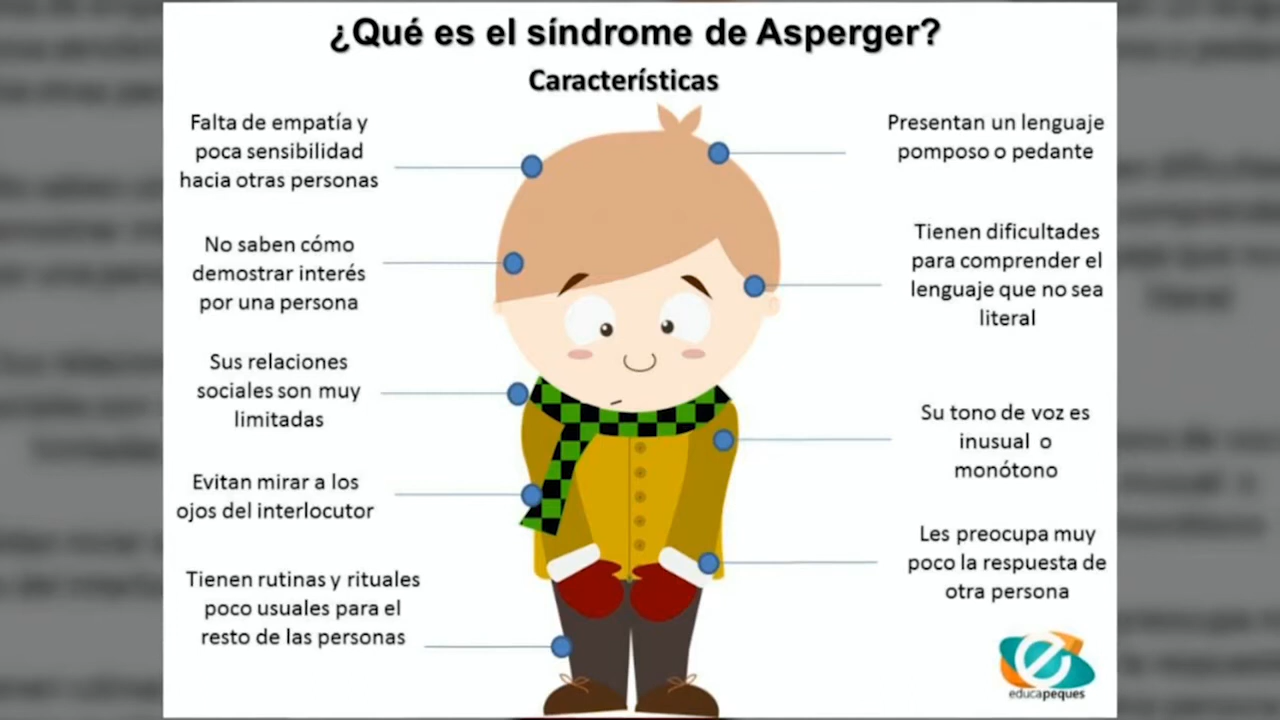 ¿Qué es el síndrome de Asperger?
Características
Falta de empatía y
poca sensibilidad
hacia otras personas
No saben cómo
demostrar interés
por una persona
Sus relaciones
sociales son muy
limitadas
Evitan mirar a los
ojos del interlocutor
Tienen rutinas y rituales
poco usuales para el
resto de las personas
Presentan un lenguaje
pomposo o pedante
Tienen dificultades
para comprender el
lenguaje que no sea
literal
Su tono de voz es
inusual o
monótono
Les preocupa muy
poco la respuesta de
otra persona
educapeques